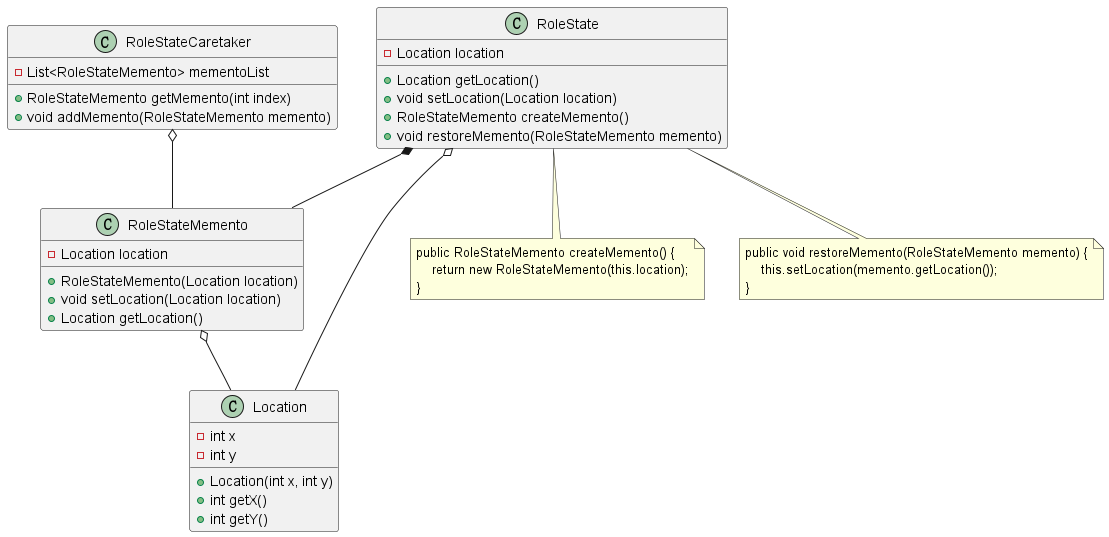 C RoleStateCaretaker
List<RoleStateMemento> mementoList
RoleStateMemento getMemento(int index)
void addMemento(RoleStateMemento memento)
C RoleState
Location location
Location getLocation()
void setLocation(Location location)
RoleStateMemento createMemento()
void restoreMemento(RoleStateMemento memento)
C RoleStateMemento
Location location
RoleStateMemento(Location location)
void setLocation(Location location)
Location getLocation()
public RoleStateMemento createMemento() {
return new RoleStateMemento(this.location);
}
public void restoreMemento(RoleStateMemento memento) {
this.setLocation(memento.getLocation());
}
C Location
int x
int y
Location(int x, int y)
int getX()
int getY()